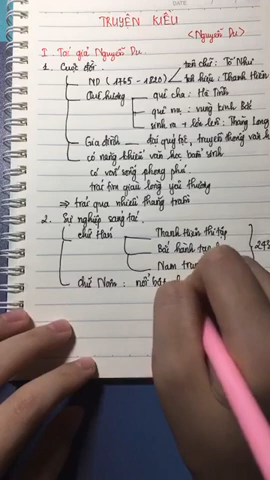 TRUYỆN KIỀU
<Nguyễn Du>
I. Tác giả Nguyễn Du.
1. Cuộc đời:
ND (1765 - 1820)
tên chữ: Tố Như
tên hiệu: Thanh Hiên
Quê hương
quê cha: Hà Tĩnh
quê mẹ: vùng kinh Bắc
sinh ra + lớn lên: Thăng Long
Gia đình đại quý tộc, truyền thống văn
có năng khiếu văn học bẩm sinh
có vốn sống phong phú.
trái tim giàu lòng yêu thương
⇒ trải qua nhiều thăng trầm
2. Sự nghiệp sáng tác.
chữ Hán
Thanh Hiên thi tập
Bắc hành tạp
Nam
chữ Nôm: